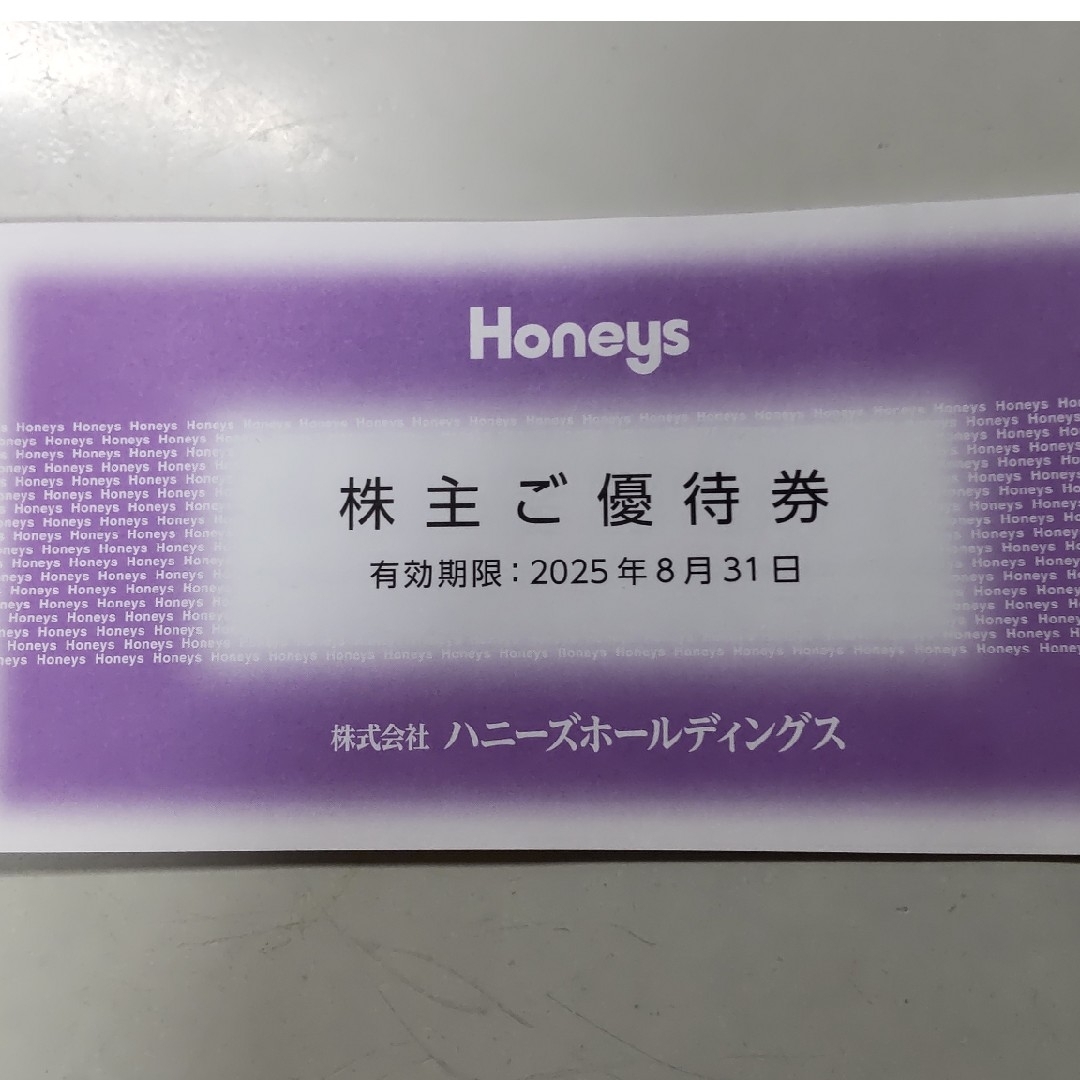 Honeys
株主ご優待券
有効期限：2025年8月31日
株式会社 ハニーズホールディングス